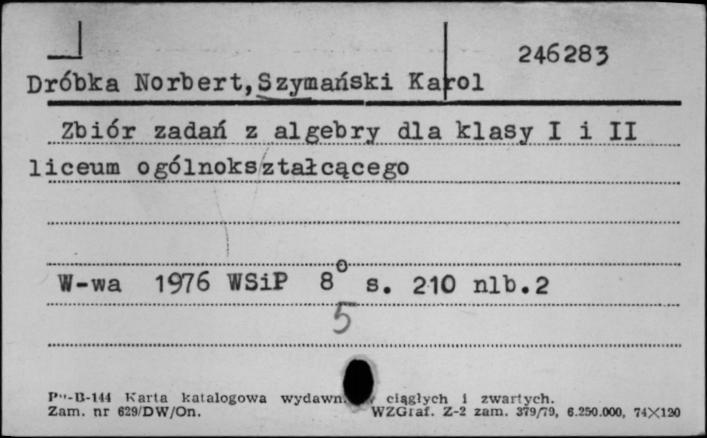 246283
Dróbka Norbert, Szymański Karol
Zbiór zadań z algebry dla klasy I i II
liceum ogólnokształcącego
W-wa 1976 WSiP 8° s. 210 nlb.2
5
Karta katalogowa wydawn. ciągłych i zwartych.
Zam. nr 629/DW/On. WZGraf. Z-2 zam. 379/79, 6.250.000, 74×120